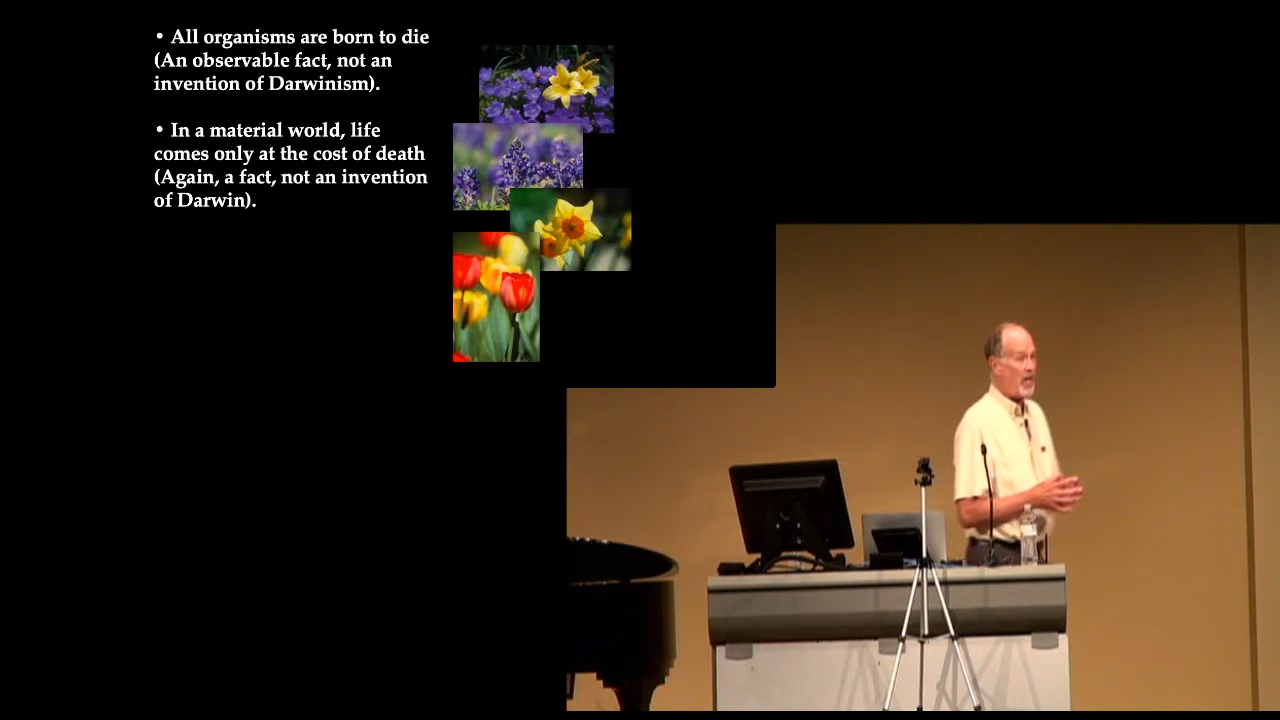 • All organisms are born to die
(An observable fact, not an
invention of Darwinism).
• In a material world, life
comes only at the cost of death
(Again, a fact, not an invention
of Darwin).